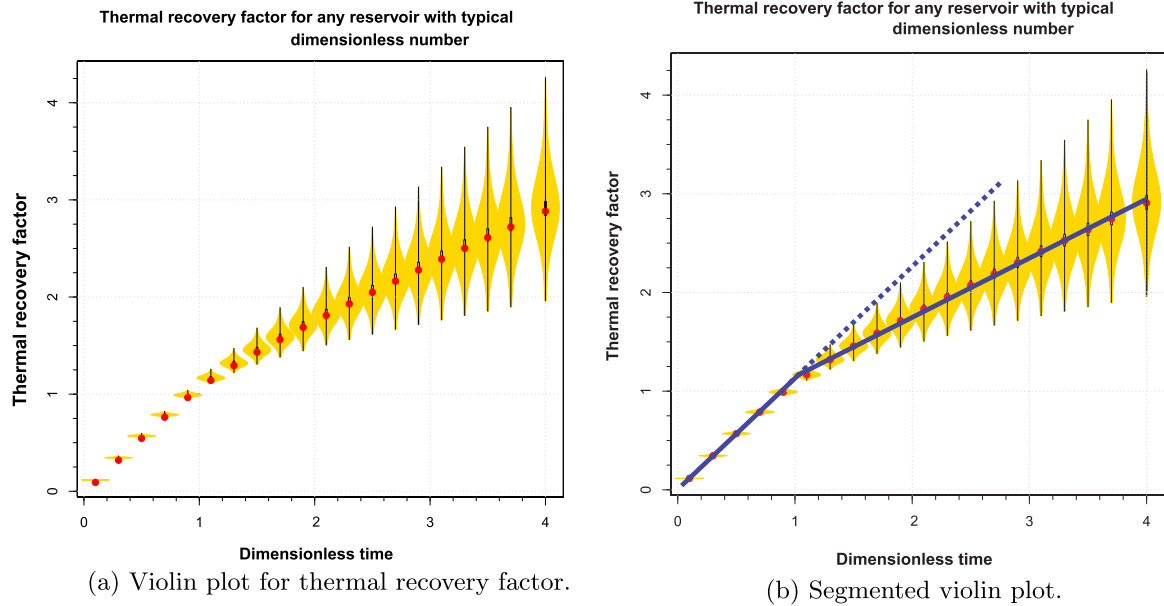 Thermal recovery factor for any reservoir with typical
dimensionless number
Thermal recovery factor
4
3
2
1
0
0 1 2 3 4
Dimensionless time
(a) Violin plot for thermal recovery factor.
Thermal recovery factor for any reservoir with typical
dimensionless number
Thermal recovery factor
4
3
2
1
0
0 1 2 3 4
Dimensionless time
(b) Segmented violin plot.